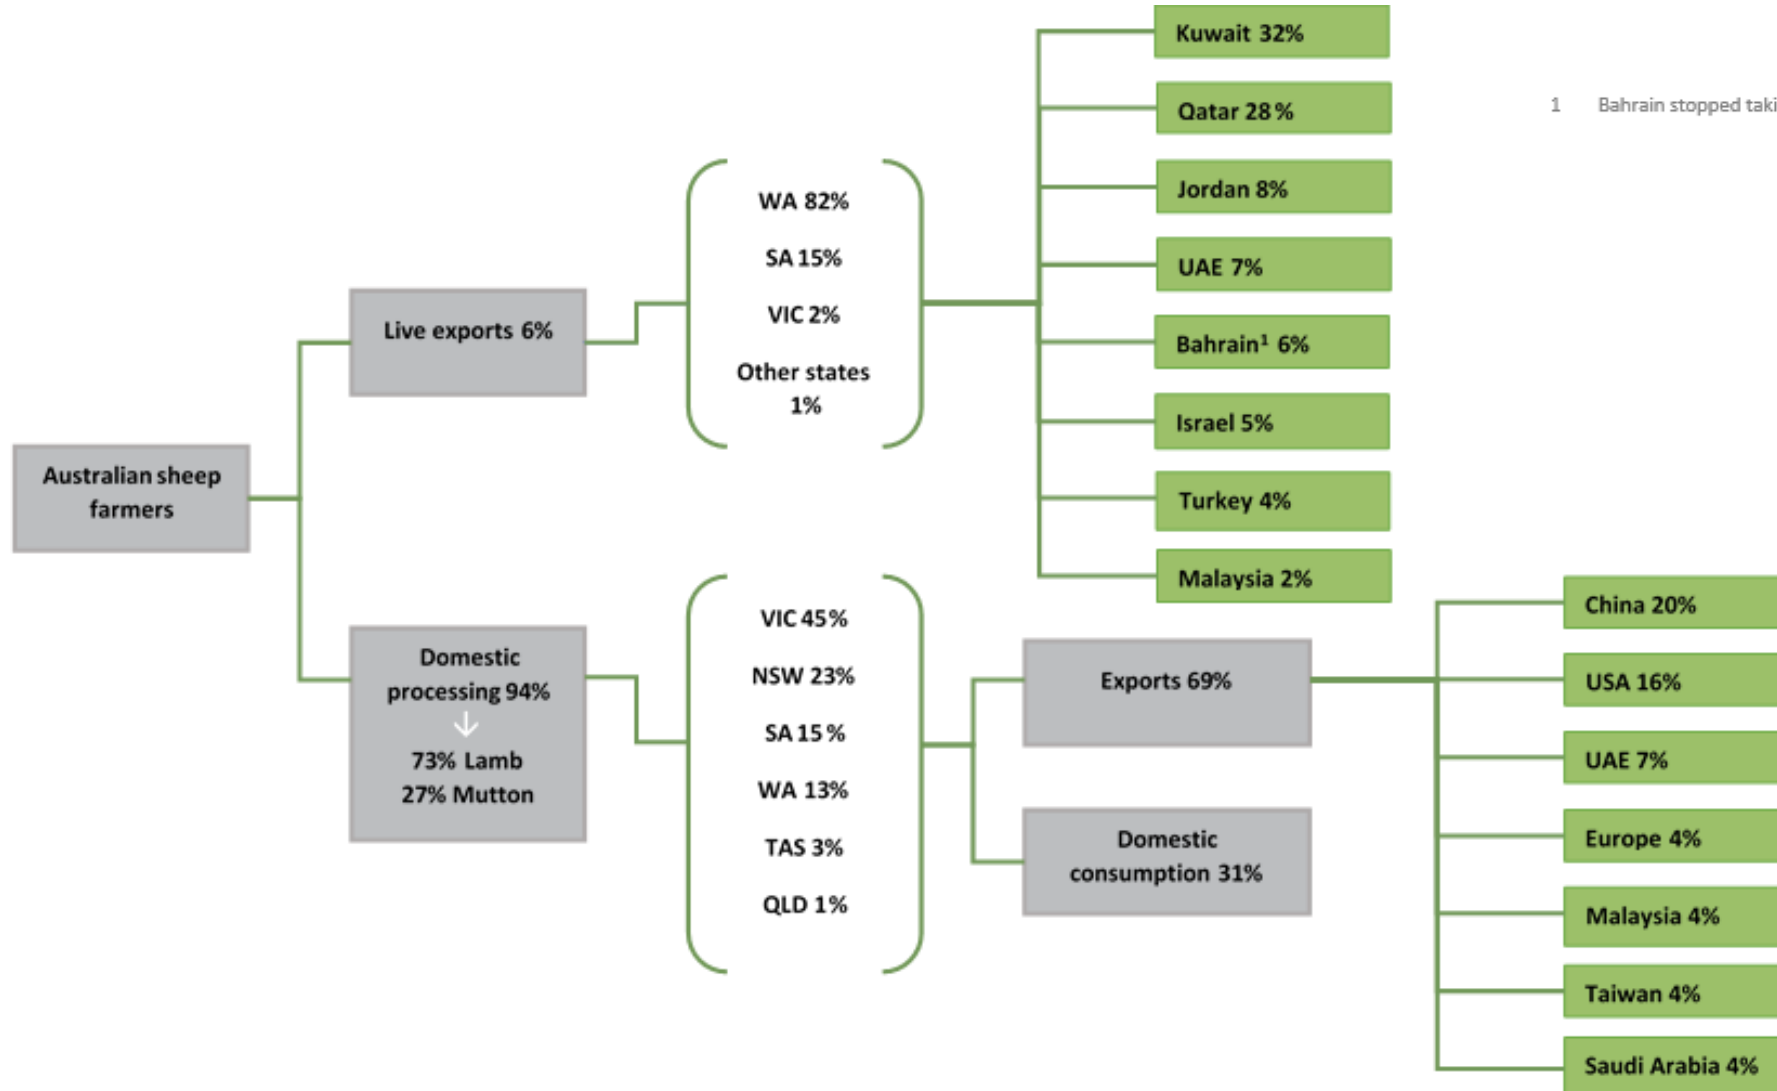 Australian sheep
farmers
Live exports 6%
Domestic
processing 94%
↓
73% Lamb
27% Mutton
WA 82%
SA 15%
VIC 2%
Other states
1%
VIC 45%
NSW 23%
SA 15%
WA 13%
TAS 3%
QLD 1%
Kuwait 32%
Qatar 28%
Jordan 8%
UAE 7%
Bahrain¹ 6%
Israel 5%
Turkey 4%
Malaysia 2%
Exports 69%
Domestic
consumption 31%
China 20%
USA 16%
UAE 7%
Europe 4%
Malaysia 4%
Taiwan 4%
Saudi Arabia 4%
1 Bahrain stopped taki